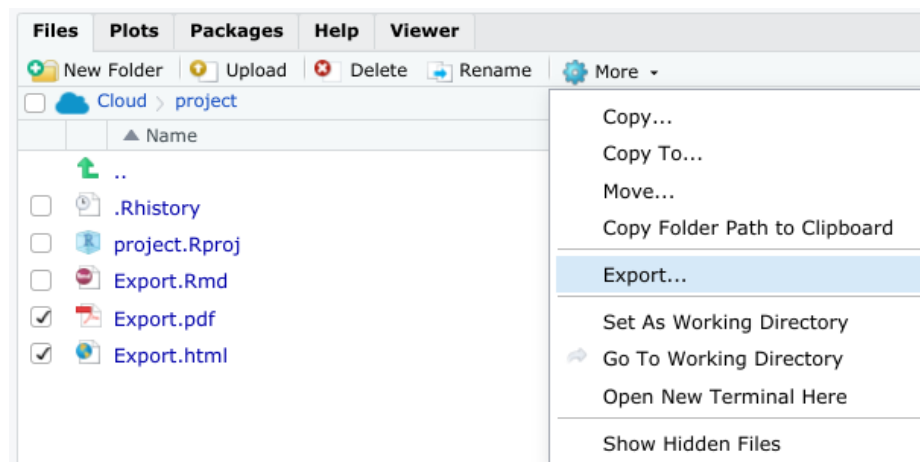 Files Plots Packages Help Viewer
New Folder Upload Delete Rename More
Cloud project
Name
..
.Rhistory
project.Rproj
Export.Rmd
Export.pdf
Export.html
Copy...
Copy To...
Move...
Copy Folder Path to Clipboard
Export...
Set As Working Directory
Go To Working Directory
Open New Terminal Here
Show Hidden Files